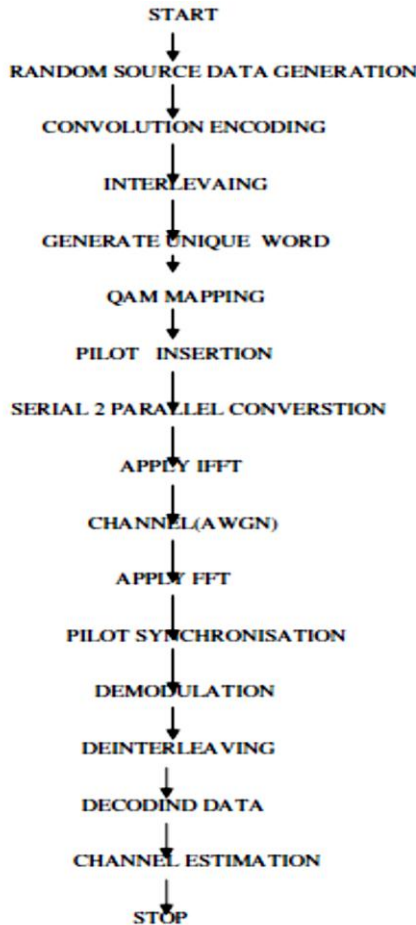 START
RANDOM SOURCE DATA GENERATION
CONVOLUTION ENCODING
INTERLEVAING
GENERATE UNIQUE WORD
QAM MAPPING
PILOT INSERTION
SERIAL 2 PARALLEL CONVERSTION
APPLY IFFT
CHANNEL(AWGN)
APPLY FFT
PILOT SYNCHRONISATION
DEMODULATION
DEINTERLEAVING
DECODIND DATA
CHANNEL ESTIMATION
STOP